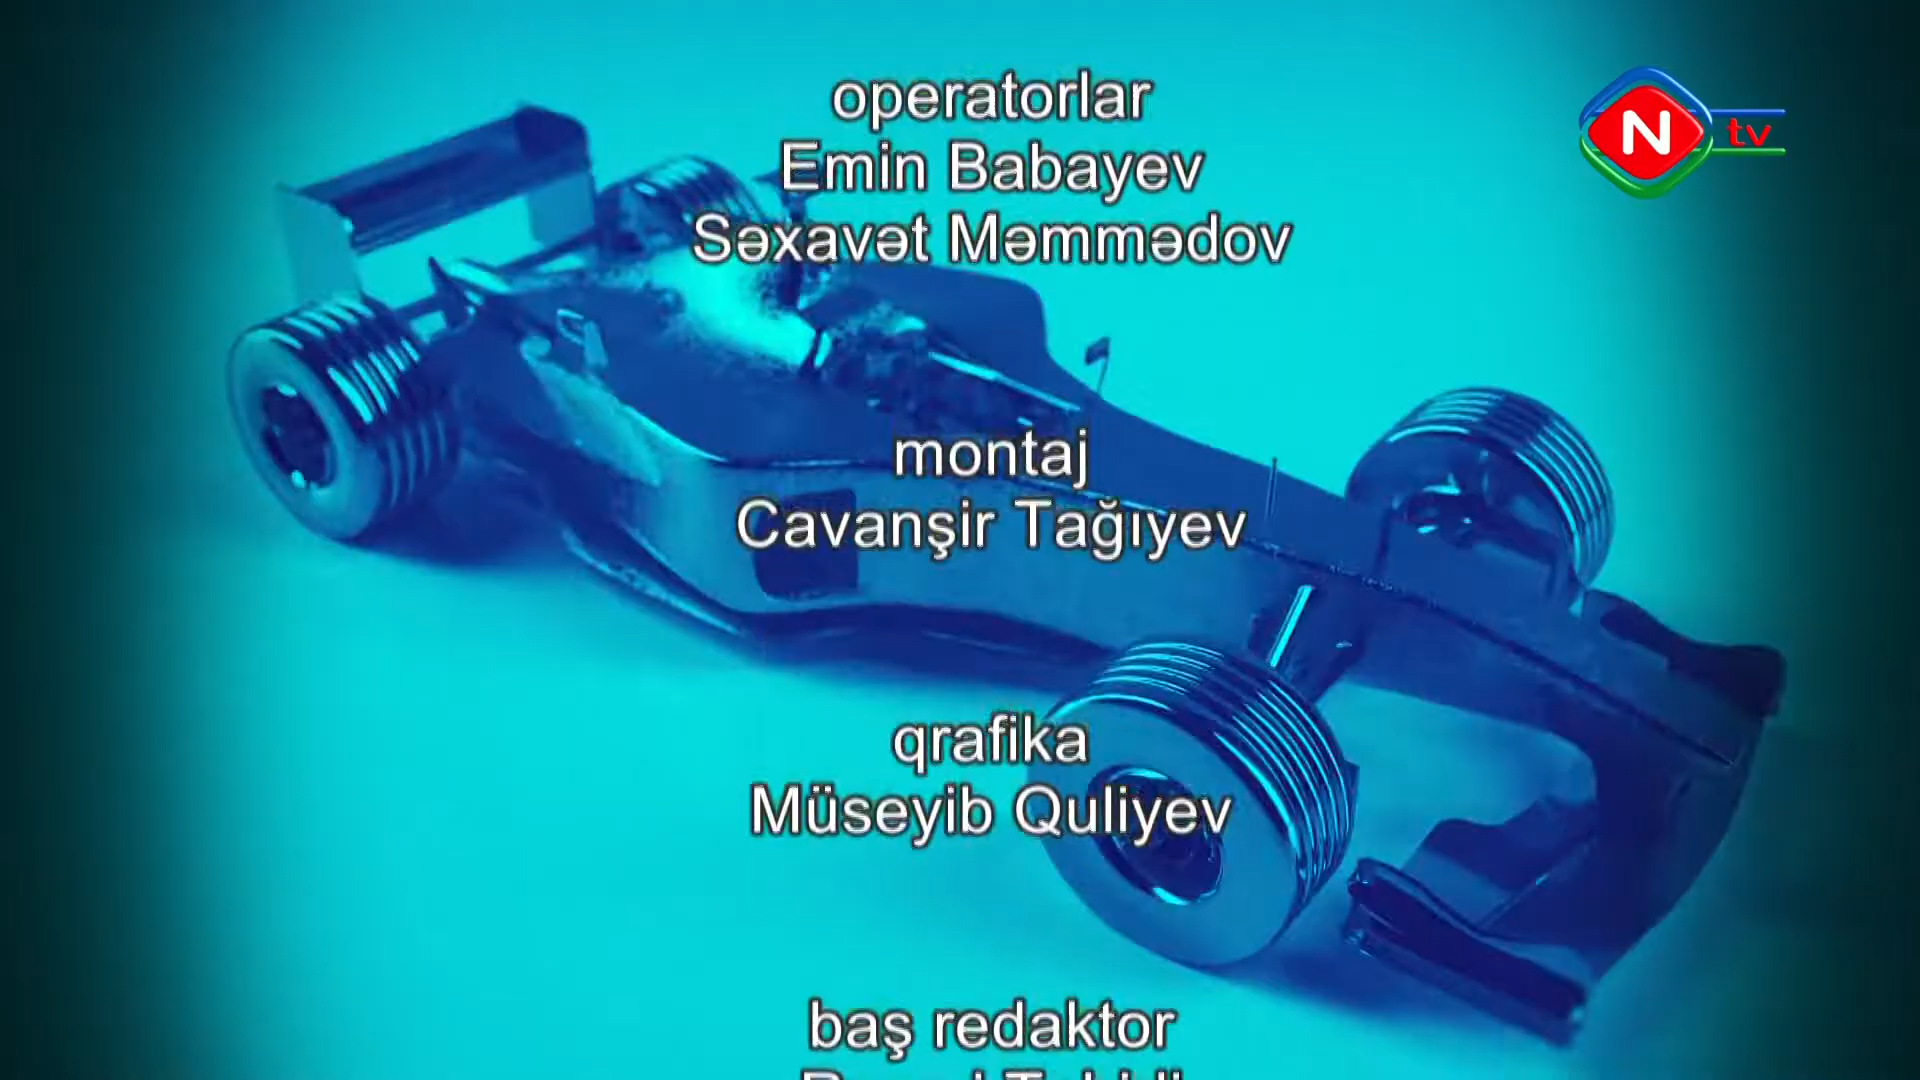 operatorlar
Emin Babayev
Səxavət Məmmədov
N tv
montaj
Cavanşir Tağıyev
qrafika
Müseyib Quliyev
baş redaktor